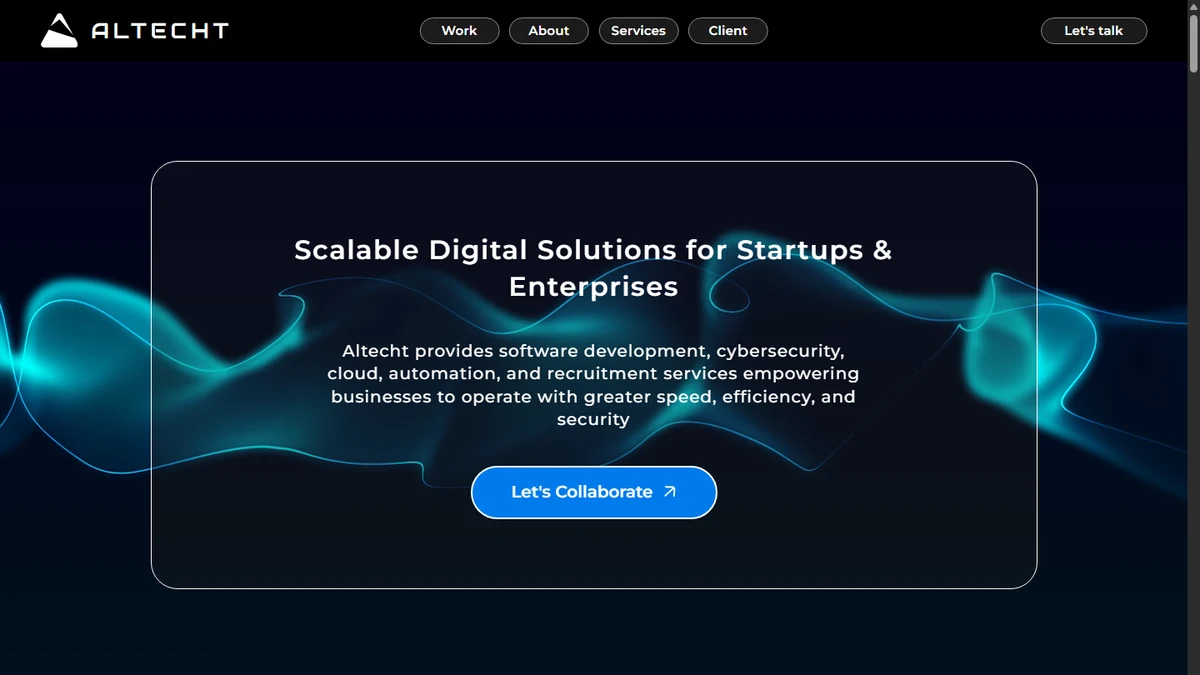 ALTECHT
Work
About
Services
Client
Let's talk
Scalable Digital Solutions for Startups &
Enterprises
Altecht provides software development, cybersecurity,
cloud, automation, and recruitment services empowering
businesses to operate with greater speed, efficiency, and
security
Let's Collaborate